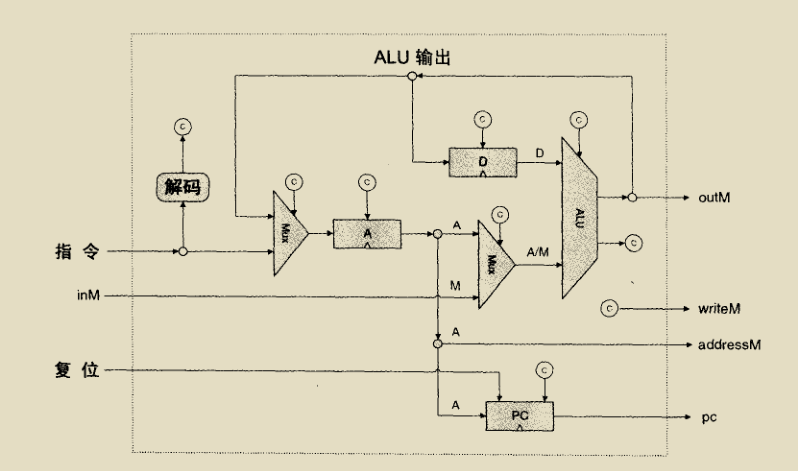 ALU 输出
C
C
C
D
D
解码
C
C
Mux
A
A
C
Mux
ALU
outM
指令
A/M
C
inM
M
C
writeM
A
addressM
复位
C
A
PC
pc